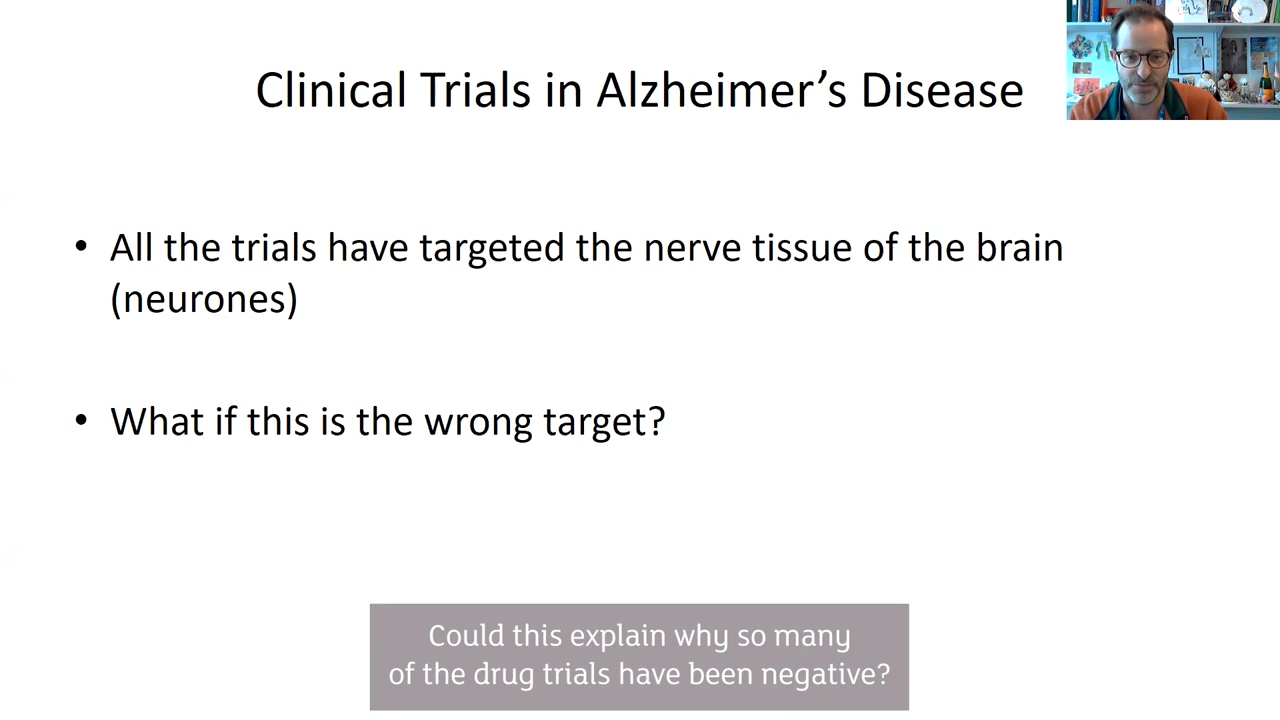 Clinical Trials in Alzheimer’s Disease
• All the trials have targeted the nerve tissue of the brain
(neurones)
• What if this is the wrong target?
Could this explain why so many
of the drug trials have been negative?